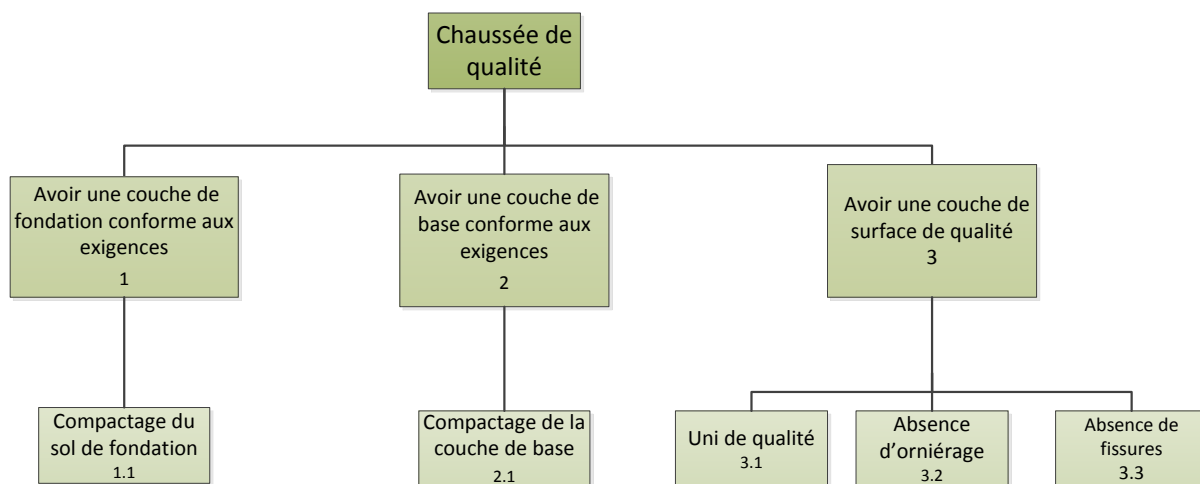 Chaussée de
qualité
Avoir une couche de
fondation conforme aux
exigences
1
Avoir une couche de
base conforme aux
exigences
2
Avoir une couche de
surface de qualité
3
Compactage du
sol de fondation
1.1
Compactage de la
couche de base
2.1
Uni de qualité
3.1
Absence
d’orniérage
3.2
Absence de
fissures
3.3